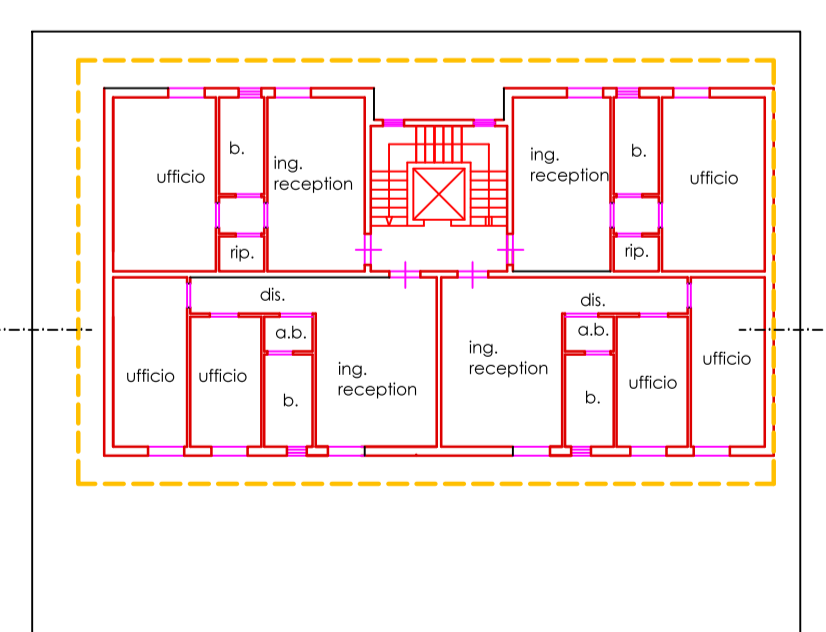 ufficio
b.
ing.
reception
rip.
ing.
reception
b.
ufficio
rip.
dis.
a.b.
ufficio
ufficio
b.
ing.
reception
dis.
a.b.
ing.
reception
b.
ufficio
ufficio